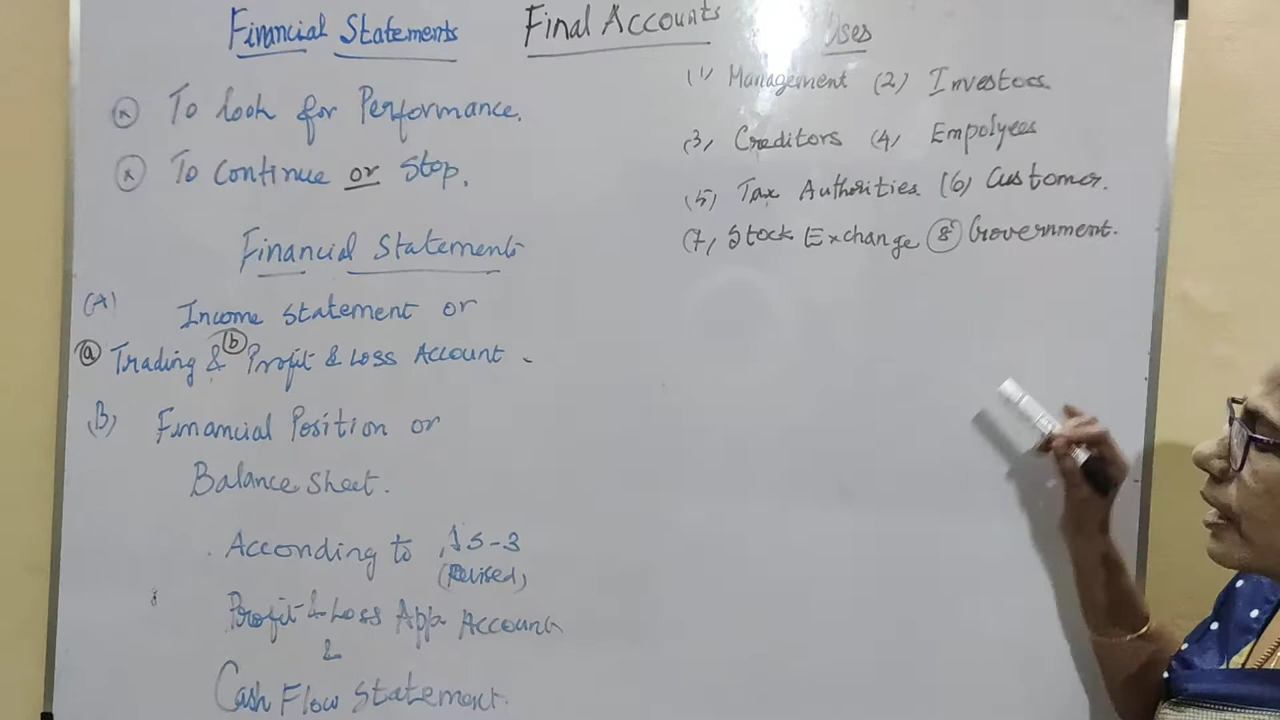 Final Accounts
Financial Statements
(x) To look for Performance.
(x) To Continue or Stop.
Financial Statements
(A) Income Statement or
(a) Trading & (b) Profit & Loss Account.
(B) Financial Position or
Balance Sheet.
According to AS-3
(Revised)
Profit & Loss App. Account
&
Cash Flow Statement.
Uses
(1) Management (2) Investors
(3) Creditors (4) Empolyees
(5) Tax Authorities (6) Customer.
(7) Stock Exchange (8) Government.